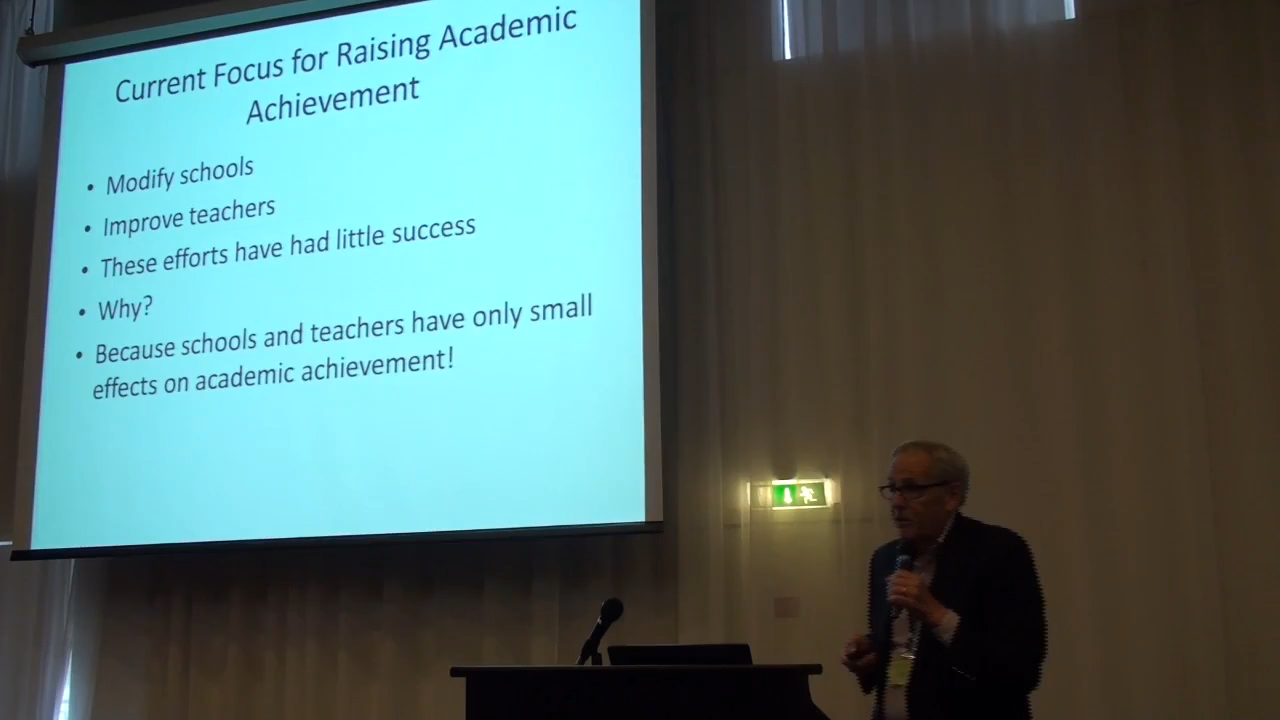 Current Focus for Raising Academic
Achievement
• Modify schools
• Improve teachers
• These efforts have had little success
• Why?
• Because schools and teachers have only small
effects on academic achievement!